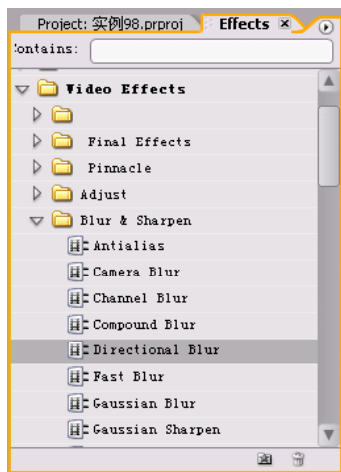 Project: 实例98.prproj Effects ×
ontains:
Video Effects
Final Effects
Pinnacle
Adjust
Blur & Sharpen
Antialias
Camera Blur
Channel Blur
Compound Blur
Directional Blur
Fast Blur
Gaussian Blur
Gaussian Sharpen